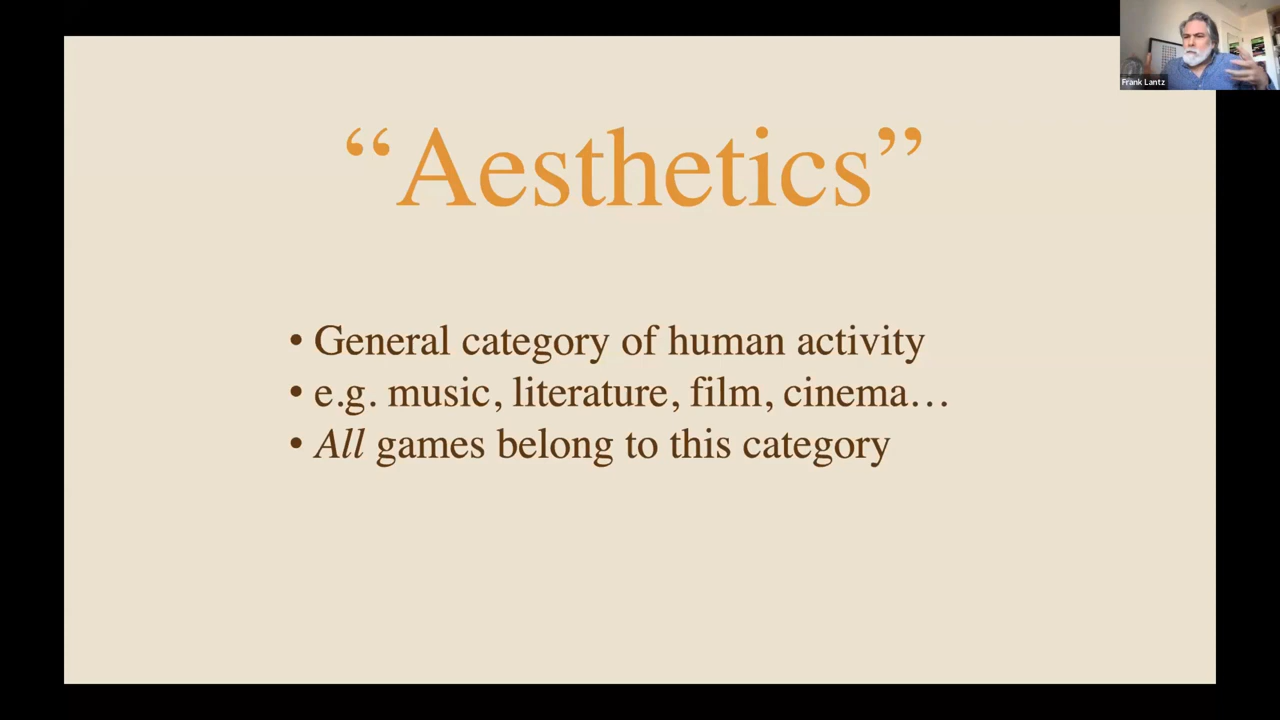 “Aesthetics”
• General category of human activity
• e.g. music, literature, film, cinema…
• All games belong to this category
Frank Lantz